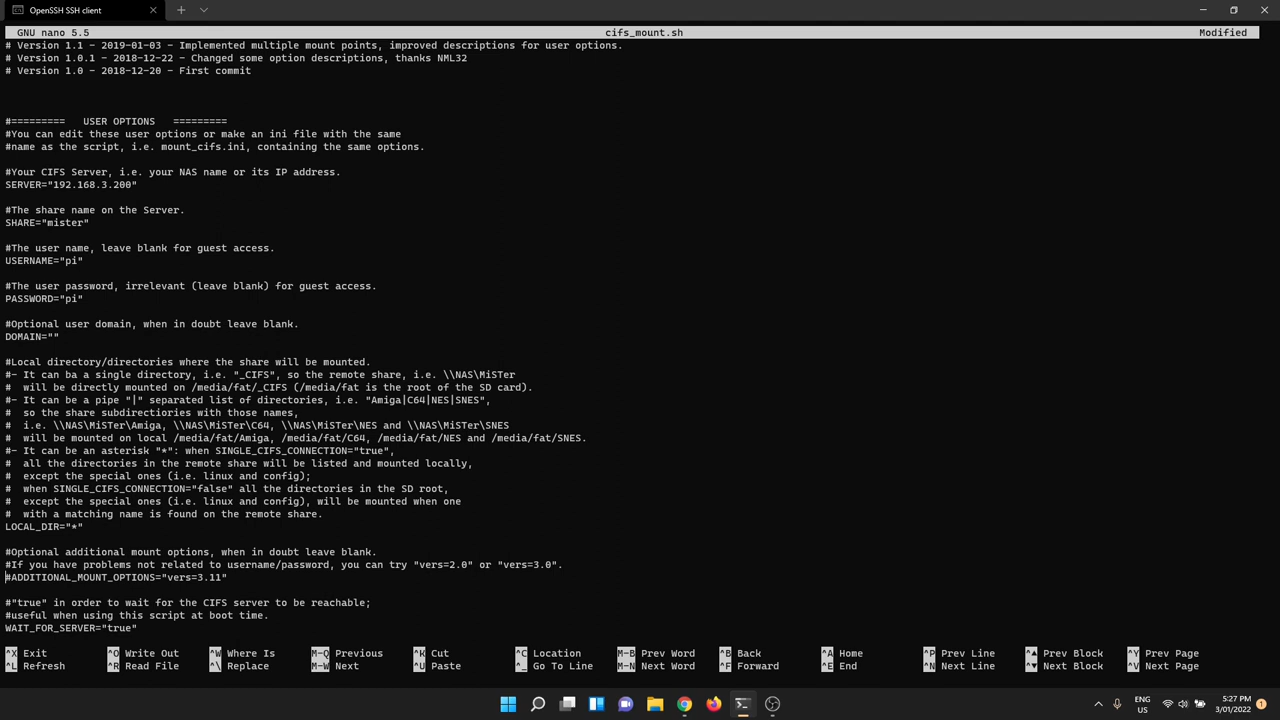 OpenSSH SSH client
GNU nano 5.5 cifs_mount.sh Modified
# Version 1.1 - 2019-01-03 - Implemented multiple mount points, improved descriptions for user options.
# Version 1.0.1 - 2018-12-22 - Changed some option descriptions, thanks NML32
# Version 1.0 - 2018-12-20 - First commit
#========= USER OPTIONS =========
#You can edit these user options or make an ini file with the same
#name as the script, i.e. mount_cifs.ini, containing the same options.
#Your CIFS Server, i.e. your NAS name or its IP address.
SERVER="192.168.3.200"
#The share name on the Server.
SHARE="mister"
#The user name, leave blank for guest access.
USERNAME="pi"
#The user password, irrelevant (leave blank) for guest access.
PASSWORD="pi"
#Optional user domain, when in doubt leave blank.
DOMAIN=""
#Local directory/directories where the share will be mounted.
#- It can ba a single directory, i.e. "_CIFS", so the remote share, i.e. \\NAS\MiSTer
#  will be directly mounted on /media/fat/_CIFS (/media/fat is the root of the SD card).
#- It can be a pipe "|" separated list of directories, i.e. "Amiga|C64|NES|SNES",
#  so the share subdirectiories with those names,
#  i.e. \\NAS\MiSTer\Amiga, \\NAS\MiSTer\C64, \\NAS\MiSTer\NES and \\NAS\MiSTer\SNES
#  will be mounted on local /media/fat/Amiga, /media/fat/C64, /media/fat/NES and /media/fat/SNES.
#- It can be an asterisk "*": when SINGLE_CIFS_CONNECTION="true",
#  all the directories in the remote share will be listed and mounted locally,
#  except the special ones (i.e. linux and config);
#  when SINGLE_CIFS_CONNECTION="false" all the directories in the SD root,
#  except the special ones (i.e. linux and config), will be mounted when one
#  with a matching name is found on the remote share.
LOCAL_DIR="*"
#Optional additional mount options, when in doubt leave blank.
#If you have problems not related to username/password, you can try "vers=2.0" or "vers=3.0".
#ADDITIONAL_MOUNT_OPTIONS="vers=3.11"
#"true" in order to wait for the CIFS server to be reachable;
#useful when using this script at boot time.
WAIT_FOR_SERVER="true"
^X Exit ^O Write Out ^W Where Is M-Q Previous ^K Cut ^C Location M-B Prev Word ^B Back ^A Home ^P Prev Line ^▲ Prev Block ^Y Prev Page
^L Refresh ^R Read File ^\ Replace M-W Next ^U Paste ^_ Go To Line M-N Next Word ^F Forward ^E End ^N Next Line ^▼ Next Block ^V Next Page
ENG
US
5:27 PM
3/01/2022
1